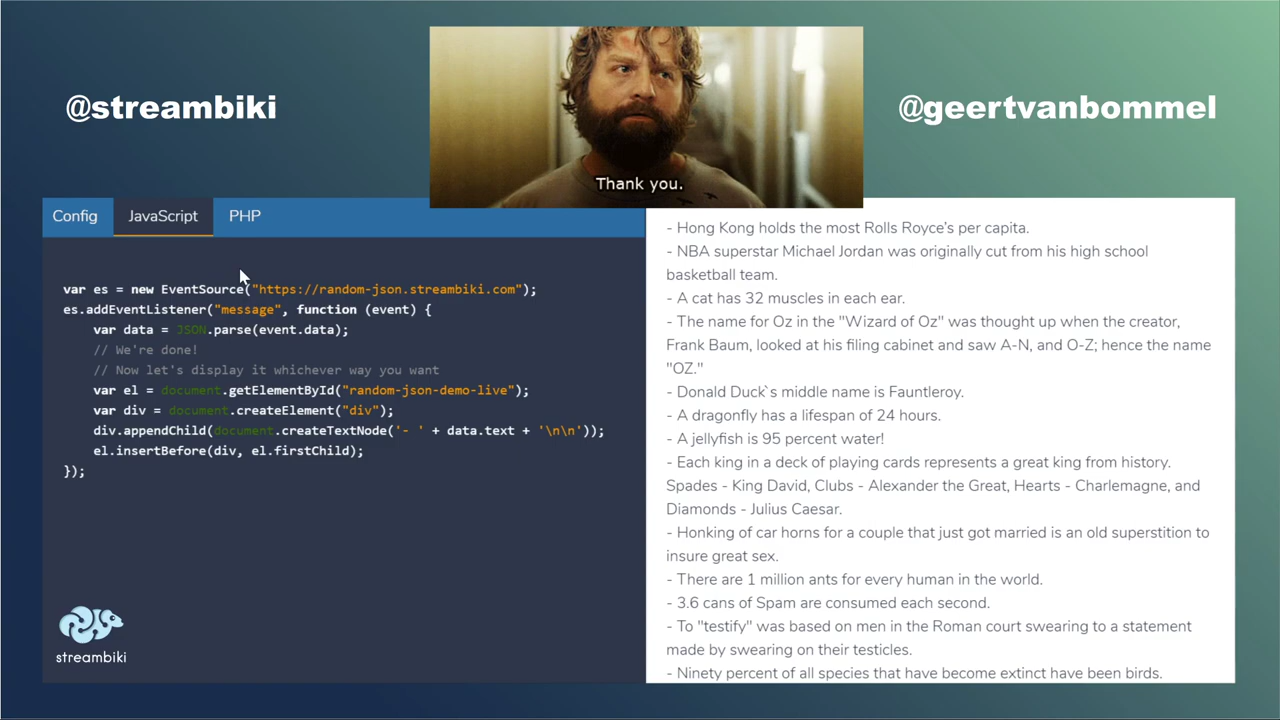 @streambiki
@geertvanbommel
Thank you.
Config
JavaScript
PHP
var es = new EventSource("https://random-json.streambiki.com");
es.addEventListener("message", function (event) {
var data = JSON.parse(event.data);
// We're done!
// Now let's display it whichever way you want
var el = document.getElementById("random-json-demo-live");
var div = document.createElement("div");
div.appendChild(document.createTextNode('- ' + data.text + '\n\n'));
el.insertBefore(div, el.firstChild);
});
streambiki
- Hong Kong holds the most Rolls Royce’s per capita.
- NBA superstar Michael Jordan was originally cut from his high school
basketball team.
- A cat has 32 muscles in each ear.
- The name for Oz in the "Wizard of Oz" was thought up when the creator,
Frank Baum, looked at his filing cabinet and saw A-N, and O-Z; hence the name
"OZ."
- Donald Duck`s middle name is Fauntleroy.
- A dragonfly has a lifespan of 24 hours.
- A jellyfish is 95 percent water!
- Each king in a deck of playing cards represents a great king from history.
Spades - King David, Clubs - Alexander the Great, Hearts - Charlemagne, and
Diamonds - Julius Caesar.
- Honking of car horns for a couple that just got married is an old superstition to
insure great sex.
- There are 1 million ants for every human in the world.
- 3.6 cans of Spam are consumed each second.
- To "testify" was based on men in the Roman court swearing to a statement
made by swearing on their testicles.
- Ninety percent of all species that have become extinct have been birds.